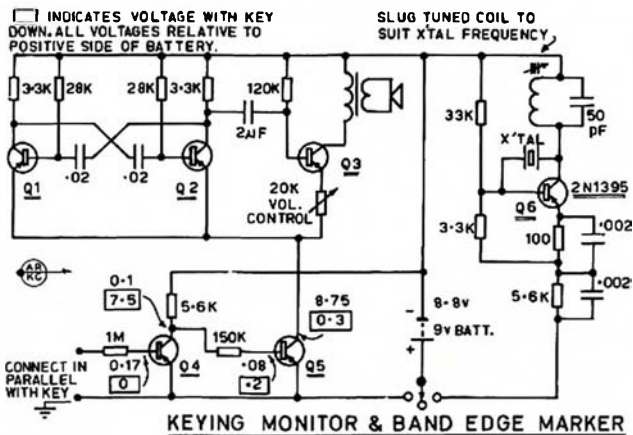 INDICATES VOLTAGE WITH KEY
DOWN. ALL VOLTAGES RELATIVE TO
POSITIVE SIDE OF BATTERY.
SLUG TUNED COIL TO
SUIT X'TAL FREQUENCY
3·3K
28K
28K
3·3K
120K
2µF
33K
50
pF
X'TAL
Q1
·02
·02
Q2
Q3
2N1395
Q6
20K
VOL.
CONTROL
3·3K
100
·002
·002
5·6K
AR
KG
0·1
7·5
5·6K
8·75
0·3
8·8v
9v BATT.
-
+
1M
150K
Q4
Q5
0·17
0
·08
·2
CONNECT IN
PARALLEL
WITH KEY
KEYING MONITOR & BAND EDGE MARKER